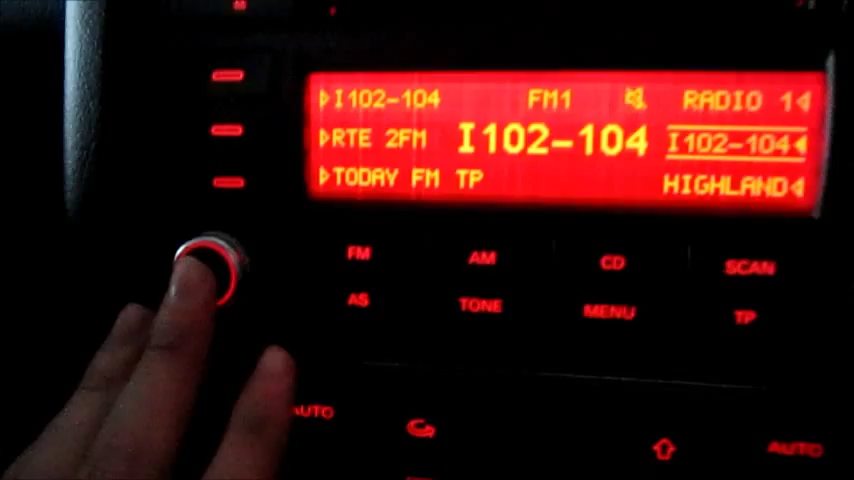 I102-104 FM1 RADIO 1
RTE 2FM I102-104 I102-104
TODAY FM TP HIGHLAND
FM AM CD SCAN
AS TONE MENU TP
AUTO AUTO